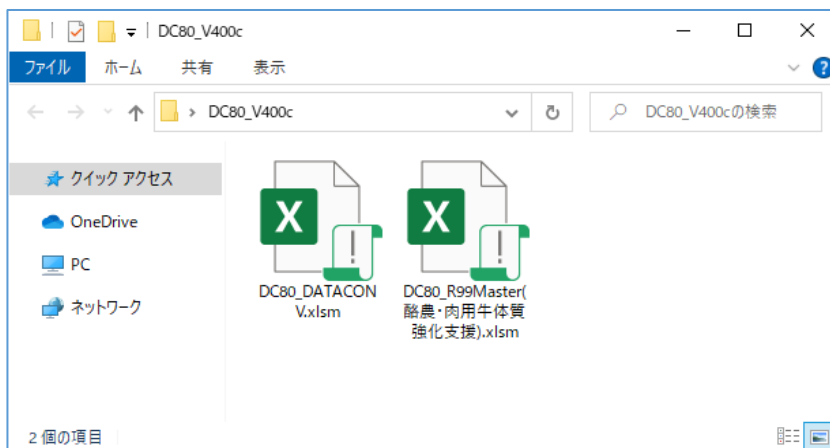 DC80_V400c
ファイル ホーム 共有 表示
DC80_V400c
DC80_V400cの検索
クイック アクセス
OneDrive
PC
ネットワーク
DC80_DATACON
V.xlsm
DC80_R99Master(
酪農・肉用牛体質
強化支援).xlsm
2 個の項目